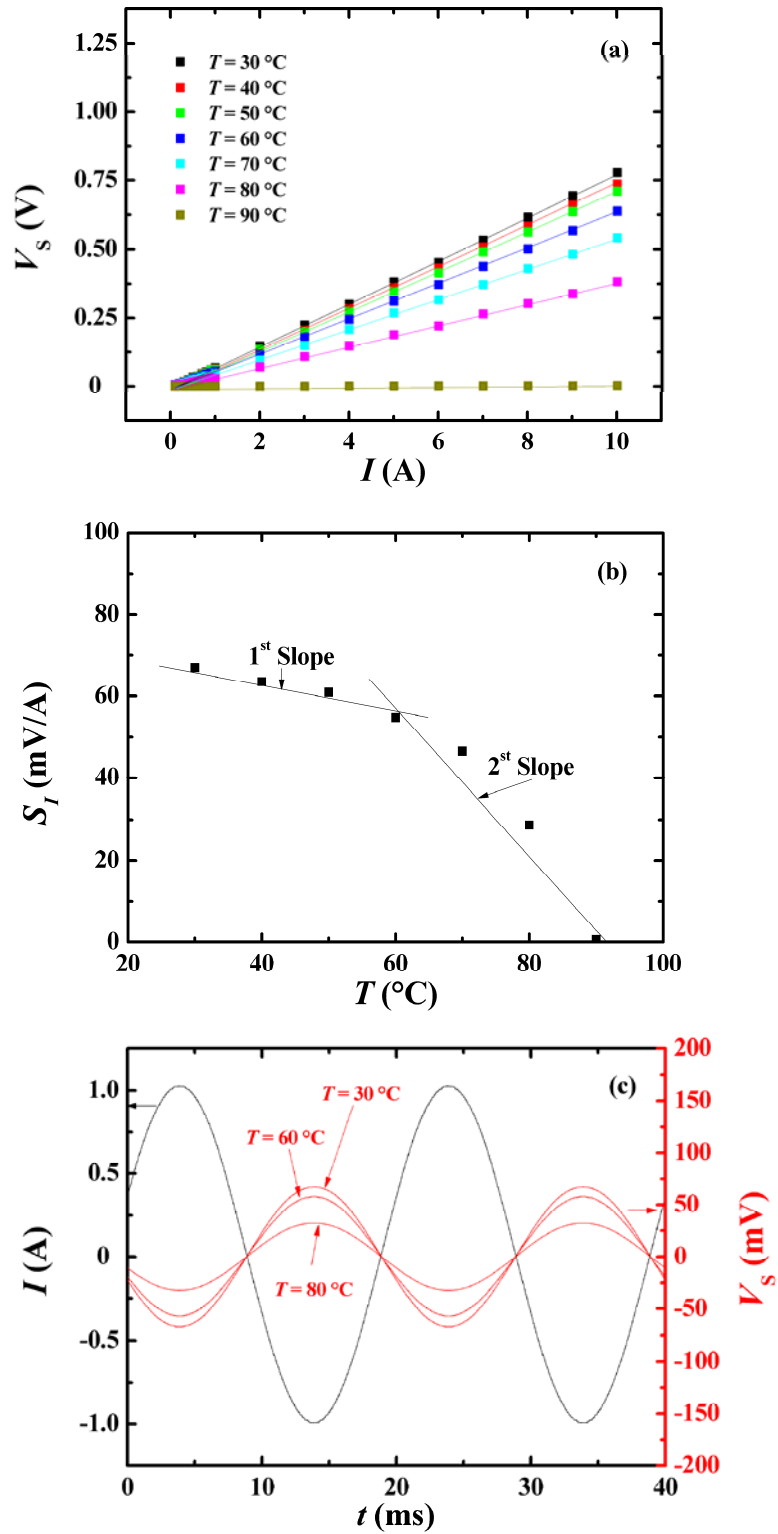 (a)
1.25
1.00
0.75
0.50
0.25
0
V_S (V)
T = 30 °C
T = 40 °C
T = 50 °C
T = 60 °C
T = 70 °C
T = 80 °C
T = 90 °C
0 2 4 6 8 10
I (A)
(b)
100
80
60
40
20
0
S_I (mV/A)
1st Slope
2st Slope
20 40 60 80 100
T (°C)
(c)
1.0
0.5
0
-0.5
-1.0
I (A)
T = 30 °C
T = 60 °C
T = 80 °C
200
150
100
50
0
-50
-100
-150
-200
V_S (mV)
0 10 20 30 40
t (ms)